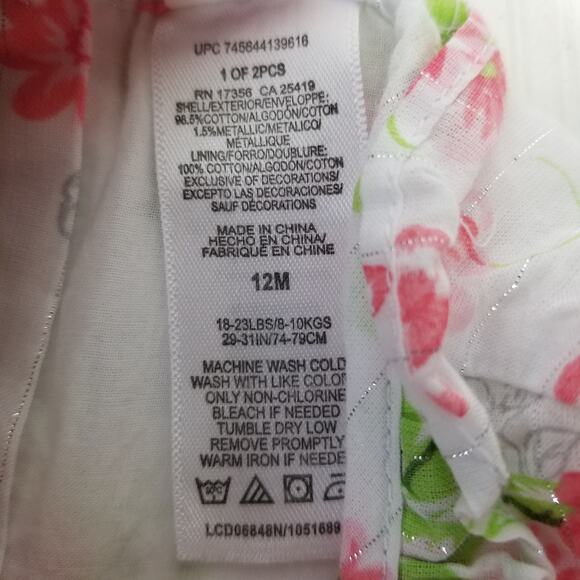 UPC 745644139616
1 OF 2PCS
RN 17356 CA 25419
SHELL/EXTERIOR/ENVELOPPE:
98.5%COTTON/ALGODÓN/COTON
1.5%METALLIC/METALICO/
MÉTALLIQUE
LINING/FORRO/DOUBLURE:
100% COTTON/ALGODÓN/COTON
EXCLUSIVE OF DECORATIONS/
EXCEPTO LAS DECORACIONES/
SAUF DÉCORATIONS
MADE IN CHINA/
HECHO EN CHINA/
FABRIQUÉ EN CHINE
12M
18-23LBS/8-10KGS
29-31IN/74-79CM
MACHINE WASH COLD
WASH WITH LIKE COLOR
ONLY NON-CHLORINE
BLEACH IF NEEDED
TUMBLE DRY LOW
REMOVE PROMPTLY
WARM IRON IF NEEDE
30°C
LCD06848N/1051689